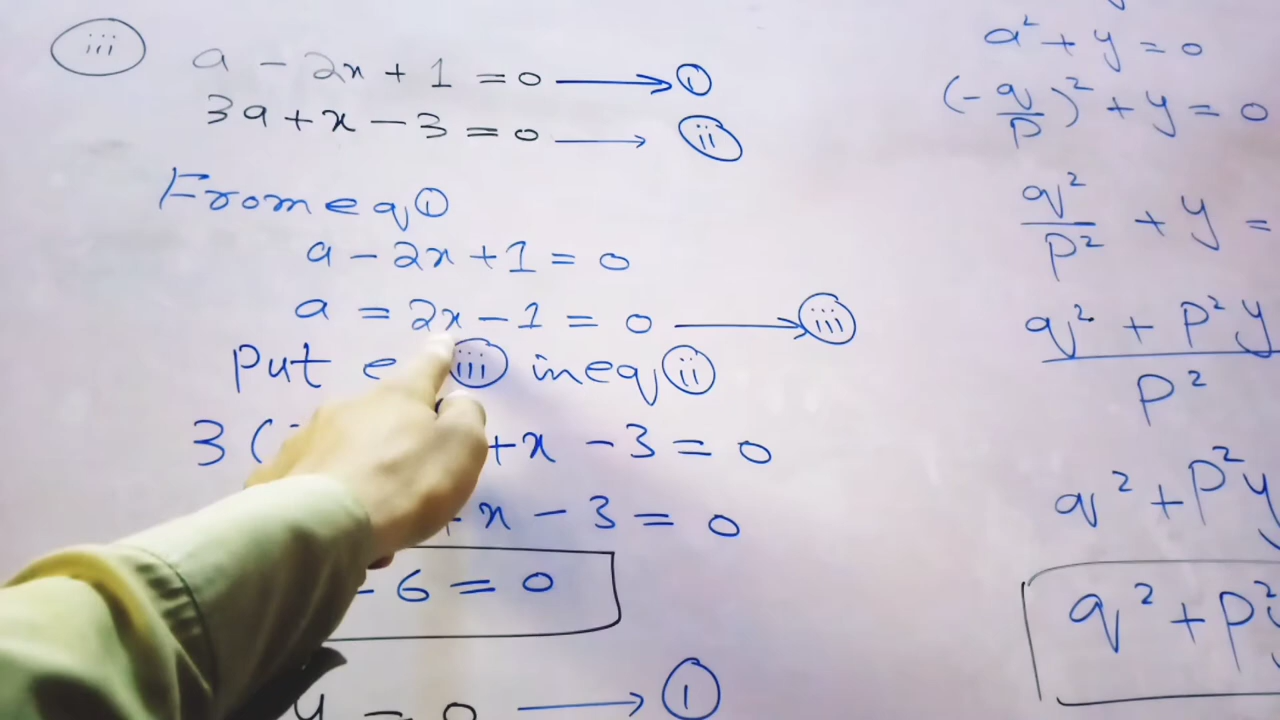 iii
a - 2x + 1 = 0 → i
3a + x - 3 = 0 → ii
From eq i
a - 2x + 1 = 0
a = 2x - 1 = 0 → iii
Put e iii in eq ii
3( + x - 3 = 0
x - 3 = 0
- 6 = 0
= 0 → i
a² + y = 0
(-q/p)² + y = 0
q²/p² + y =
q² + p²y
p²
q² + p²y
q² + p²